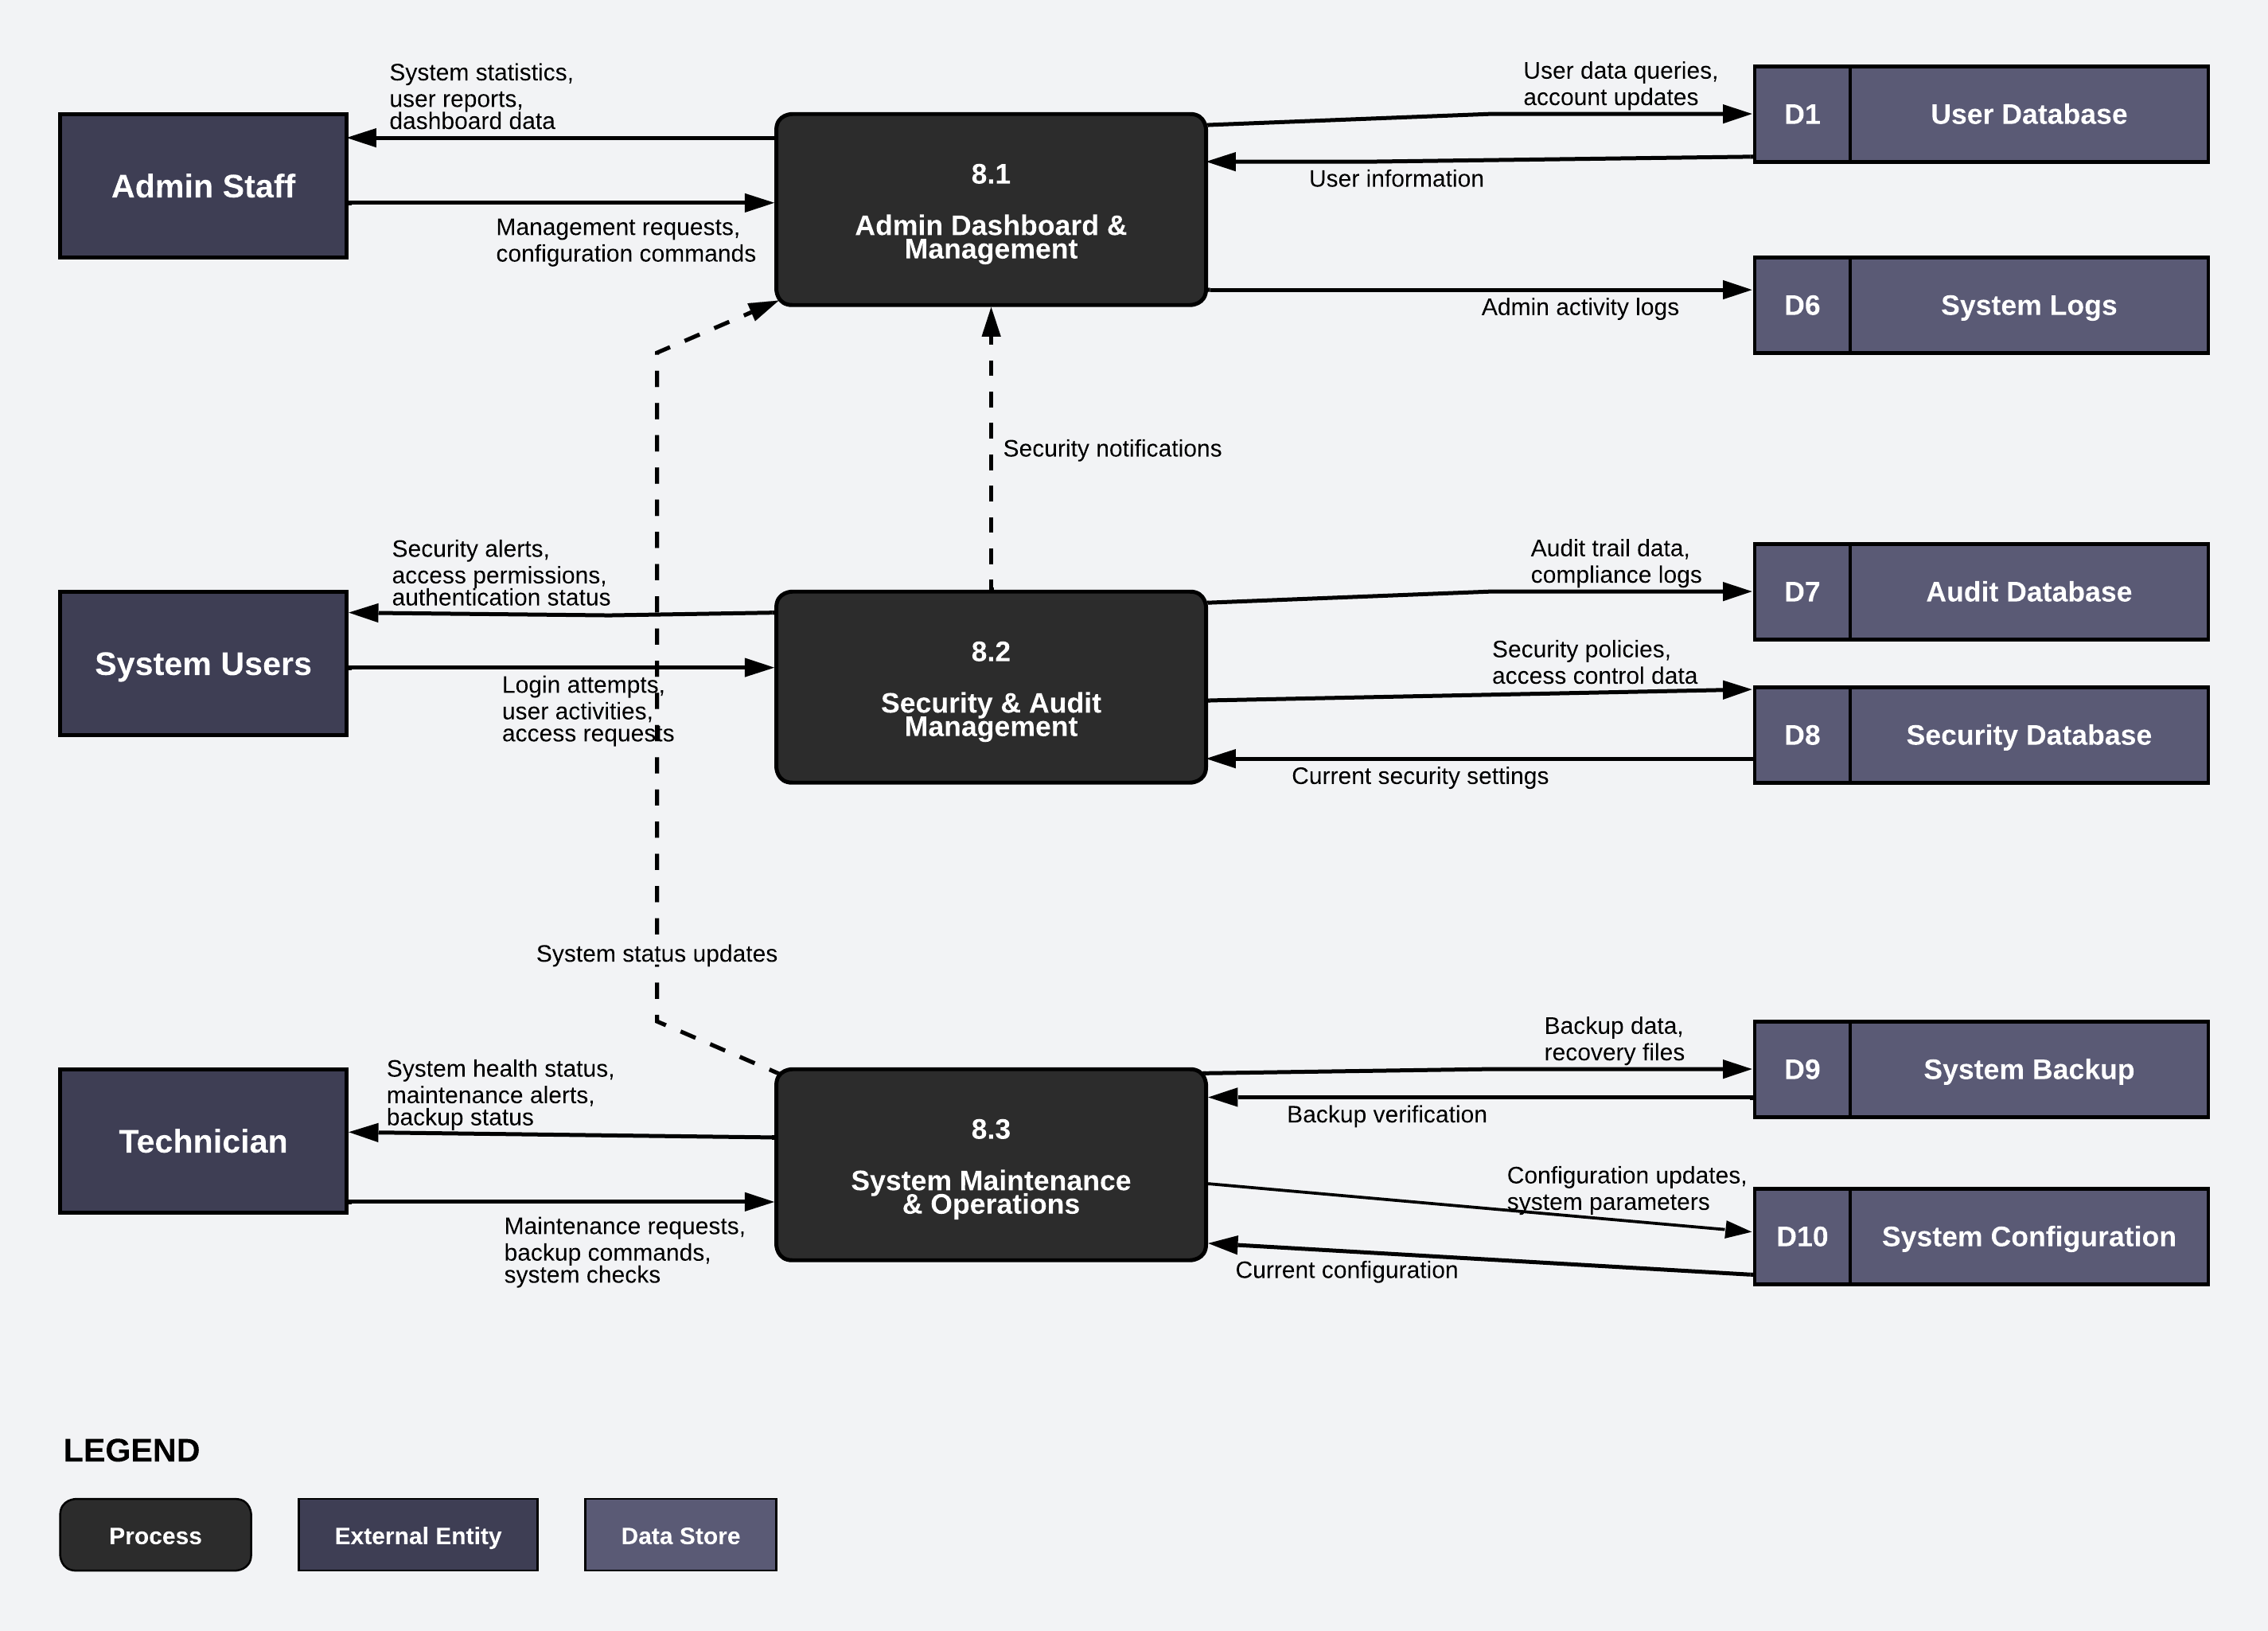 System statistics,
user reports,
dashboard data
Admin Staff
Management requests,
configuration commands
8.1
Admin Dashboard &
Management
User data queries,
account updates
D1
User Database
User information
D6
System Logs
Admin activity logs
Security notifications
Security alerts,
access permissions,
authentication status
System Users
Login attempts,
user activities,
access requests
8.2
Security & Audit
Management
Audit trail data,
compliance logs
D7
Audit Database
Security policies,
access control data
D8
Security Database
Current security settings
System status updates
System health status,
maintenance alerts,
backup status
Technician
Maintenance requests,
backup commands,
system checks
8.3
System Maintenance
& Operations
Backup data,
recovery files
D9
System Backup
Backup verification
Configuration updates,
system parameters
D10
System Configuration
Current configuration
LEGEND
Process
External Entity
Data Store